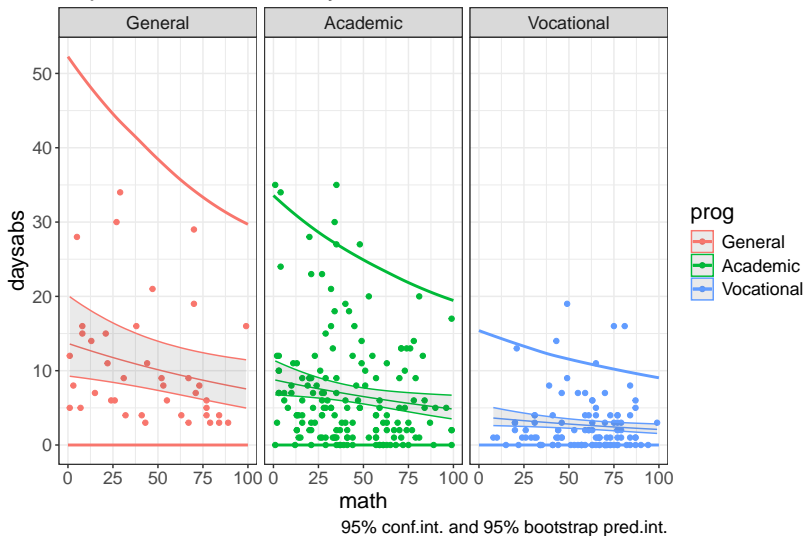 General Academic Vocational
50
40
30
20
10
0
daysabs
0 25 50 75 100 0 25 50 75 100 0 25 50 75 100
math
95% conf.int. and 95% bootstrap pred.int.
prog
General
Academic
Vocational